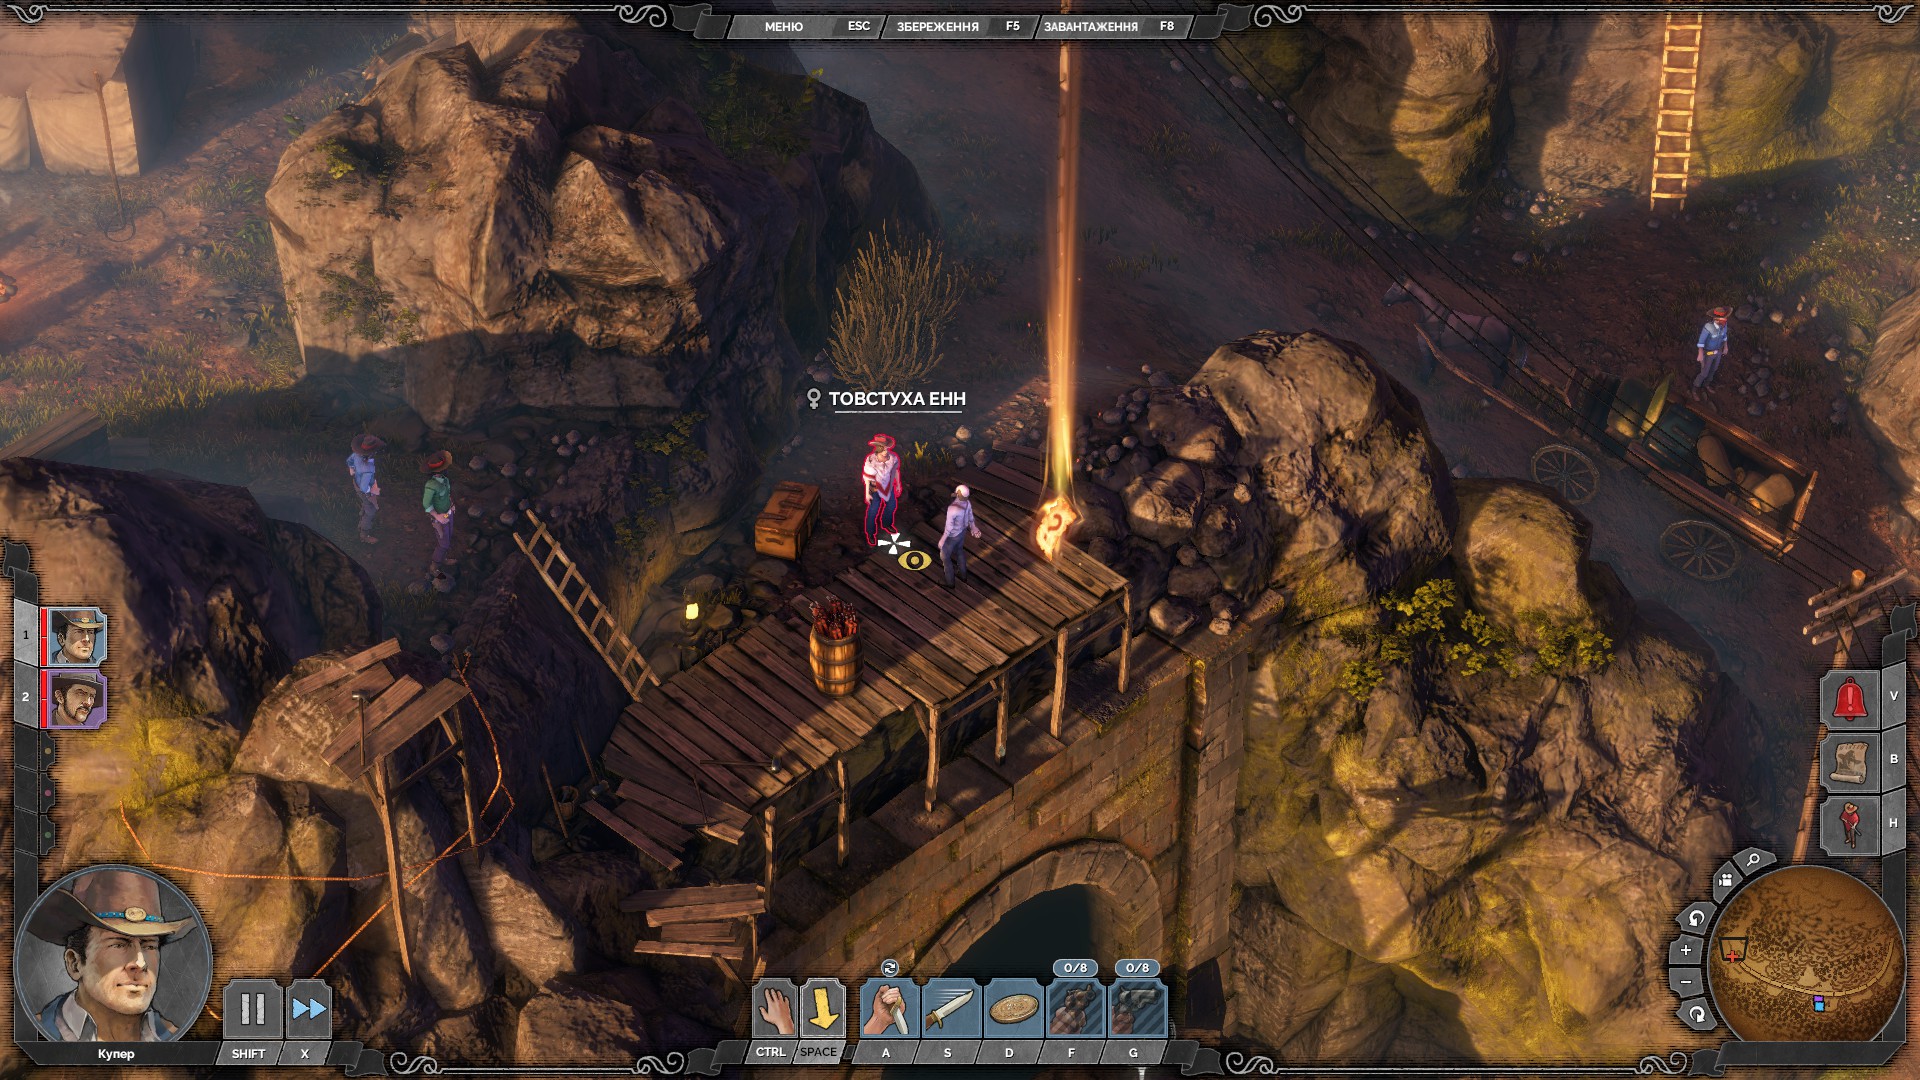 МЕНЮ ESC ЗБЕРЕЖЕННЯ F5 ЗАВАНТАЖЕННЯ F8
ТОВСТУХА ЕНН
?
1
2
V
B
H
+
−
0/8 0/8
Купер SHIFT X CTRL SPACE A S D F G